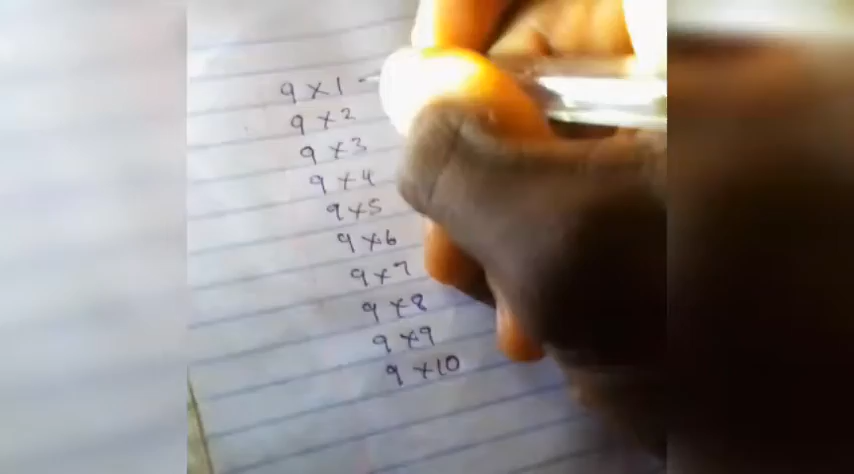 9 × 1 -
9 × 2
9 × 3
9 × 4
9 × 5
9 × 6
9 × 7
9 × 8
9 × 9
9 × 10